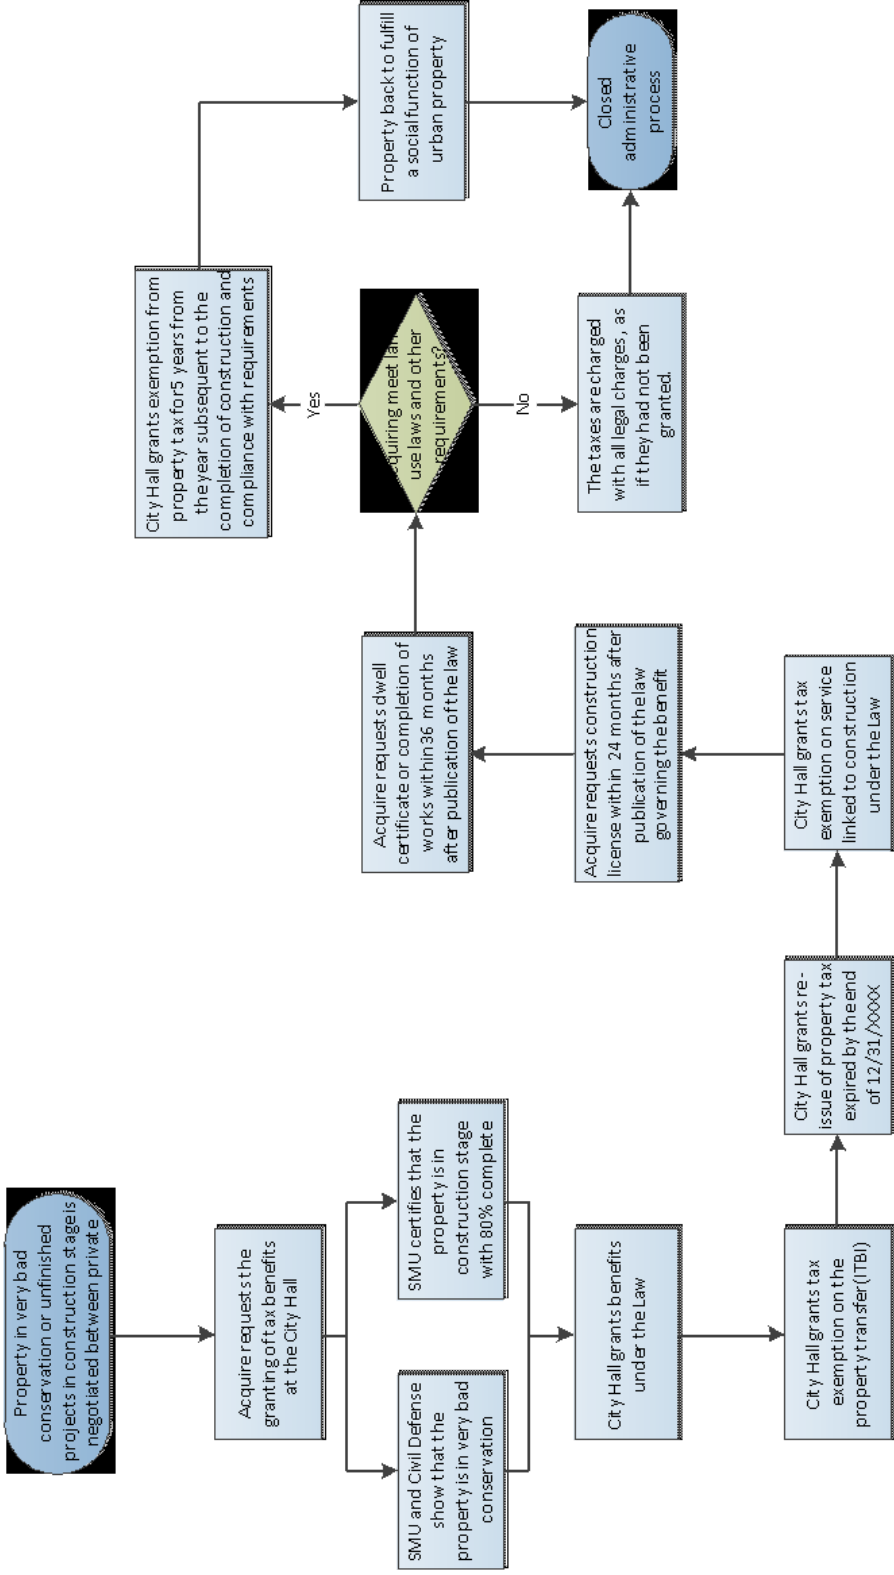 Property in very bad
conservation or unfinished
projects in construction stage is
negotiated between private
Acquire requests the
granting of tax benefits
at the City Hall
SMU and Civil Defense
show that the
property is in very bad
conservation
SMU certifies that the
property is in
construction stage
with 80% complete
City Hall grants benefits
under the Law
City Hall grants tax
exemption on the
property transfer (ITBI)
City Hall grants re-
issue of property tax
expired by the end
of 12/31/XXXX
City Hall grants tax
exemption on service
linked to construction
under the Law
Acquire requests construction
license within 24 months after
publication of the law
governing the benefit
Acquire requests dwell
certificate or completion of
works within 36 months
after publication of the law
quiring meet lan
use laws and other
requirements?
Yes
No
City Hall grants exemption from
property tax for 5 years from
the year subsequent to the
completion of construction and
compliance with requirements
The taxes are charged
with all legal charges, as
if they had not been
granted.
Property back to fulfill
a social function of
urban property
Closed
administrative
process